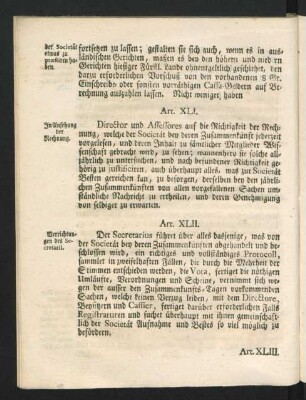 der Societät
etwas zu
prætendiren haben.
fortsetzen zu lassen; gestalten sie sich auch, wenn es in aus-
ländischen Gerichten, massen es bey den höhern und niedern
Gerichten hiesiger Fürstl. Lande ohnentgeltlich geschiehet, den
darzu erforderlichen Vorschuß von den vorhandenen 8 Gr.
Einschreibe oder sonsten vorräthigen Cassa-Geldern auf Be-
rechnung auszahlen lassen. Nicht weniger haben
Art. XLI.
In Ansehung
der
Rechnung.
Director und Assessores auf die Richtigkeit der Rech-
nung, welche der Societät bey deren Zusammenkünft jederzeit
vorgelesen, und deren Inhalt zu sämtlicher Mitglieder Wis-
senschaft gebracht wird, zu sehen; mannenhero sie solche all-
jährlich zu untersuchen, und nach befundener Richtigkeit ge-
hörig zu justificiren, auch überhaupt alles, was zur Societät
Besten gereichen kan, zu besorgen, derselben bey den jährli-
chen Zusammenkünften von allen vorgefallenen Sachen um-
ständliche Nachricht zu ertheilen, und deren Genehmigung
von selbiger zu erwarten.
Art. XLII.
Verrichtun-
gen des Se-
cretarii.
Der Secretarius führet über alles dasjenige, was von
der Societät bey deren Zusammenkünften abgehandelt und be-
schlossen wird, ein richtiges und vollständiges Protocoll,
sammlet in zweifelhaften Fällen, die durch die Mehrheit der
Stimmen entschieden werden, die Vota, fertiget die nöthigen
Umläufte, Verordnungen und Scheine, vernimmt sich we-
gen der ausser den Zusammenkunfts-Tagen vorkommenden
Sachen, welche keinen Verzug leiden, mit dem Directore,
Beysitzern und Cassier, fertiget darüber erforderlichen Falls
Registraturen und suchet überhaupt mit ihnen gemeinschaft-
lich der Societät Aufnahme und Bestes so viel möglich zu
befördern.
Art. XLIII.